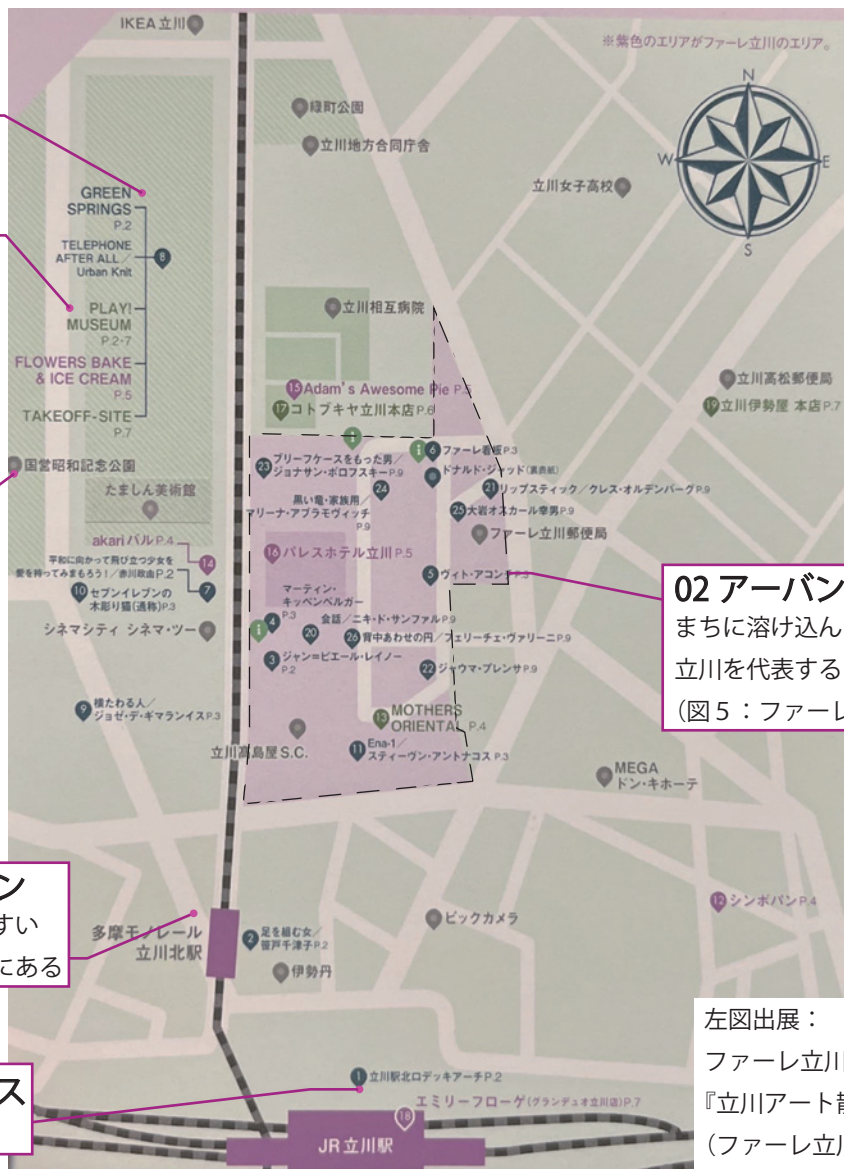 IKEA 立川
※紫色のエリアがファーレ立川のエリア。
N
W
E
S
緑町公園
立川地方合同庁舎
立川女子高校
GREEN
SPRINGS
P.2
TELEPHONE
AFTER ALL／
Urban Knit
8
PLAY!
MUSEUM
P.2・7
FLOWERS BAKE
& ICE CREAM
P.5
TAKEOFF-SITE
P.7
立川相互病院
15 Adam's Awesome Pie P.5
17 コトブキヤ立川本店 P.6
立川高松郵便局
19 立川伊勢屋 本店 P.7
国営昭和記念公園
たましん美術館
akari バル P.4
14
平和に向かって飛び立つ少女を
愛を持ってみまもろう！／赤川政由 P.2
7
10 セブンイレブンの
木彫り猫(通称) P.3
シネマシティ シネマ・ツー
9 横たわる人／
ジョゼ・デ・ギマランイス P.3
23 ブリーフケースをもった男／
ジョナサン・ボロフスキー P.9
6 ファーレ看板 P.3
ドナルド・ジャッド(裏表紙)
24
黒い竜・家族用／
マリーナ・アブラモヴィッチ
P.9
21 リップスティック／クレス・オルデンバーグ P.9
25 大岩オスカール幸男 P.9
ファーレ立川郵便局
16 パレスホテル立川 P.5
5 ヴィト・アコンチ P.3
マーティン・
キッペンベルガー
P.3
4
会話／ニキ・ド・サンファル P.9
20
26 背中あわせの円／フェリーチェ・ヴァリーニ P.9
3 ジャン=ピエール・レイノー
P.2
22 ジャウマ・プレンサ P.9
13 MOTHERS
ORIENTAL P.4
立川高島屋 S.C.
11 Ena-1／
スティーヴン・アントナコス P.3
02 アーバン
まちに溶け込ん
立川を代表する
（図５：ファーレ
MEGA
ドン・キホーテ
12 シンボパン P.4
ビックカメラ
ン
すい
にある
多摩モノレール
立川北駅
2 足を組む女／
笹戸千津子 P.2
伊勢丹
ス
1 立川駅北口デッキアーチ P.2
エミリーフローゲ(グランデュオ立川店) P.7
18
JR 立川駅
左図出展：
ファーレ立川
『立川アート散
（ファーレ立川